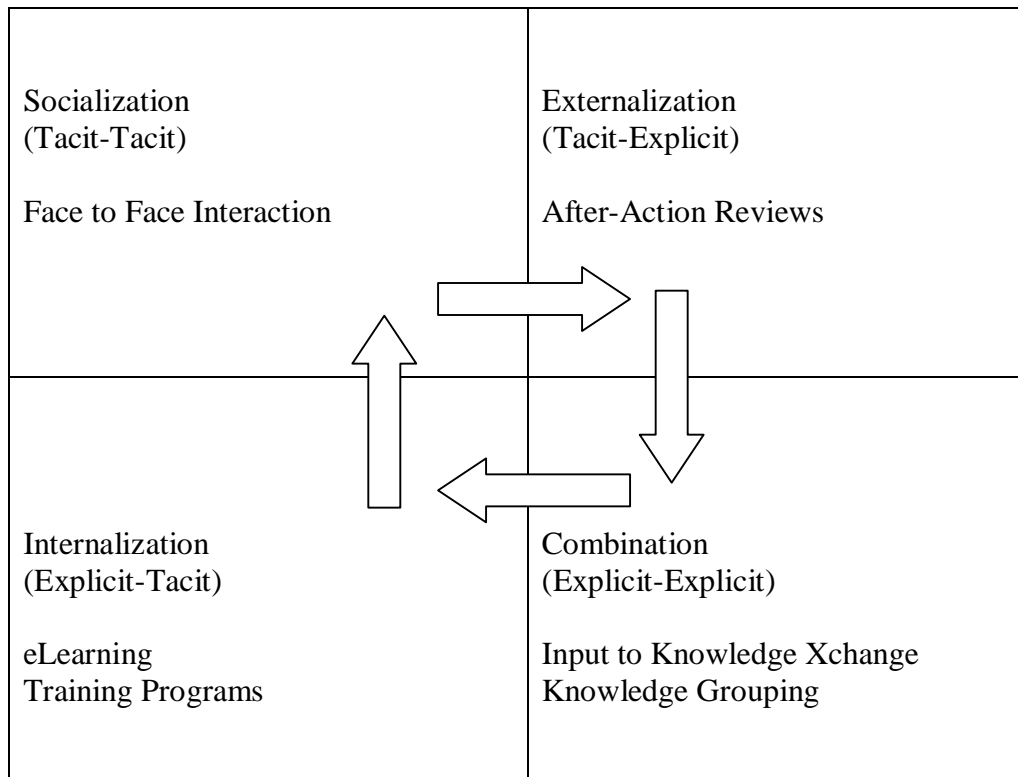 Socialization
(Tacit-Tacit)
Face to Face Interaction
Externalization
(Tacit-Explicit)
After-Action Reviews
Internalization
(Explicit-Tacit)
eLearning
Training Programs
Combination
(Explicit-Explicit)
Input to Knowledge Xchange
Knowledge Grouping